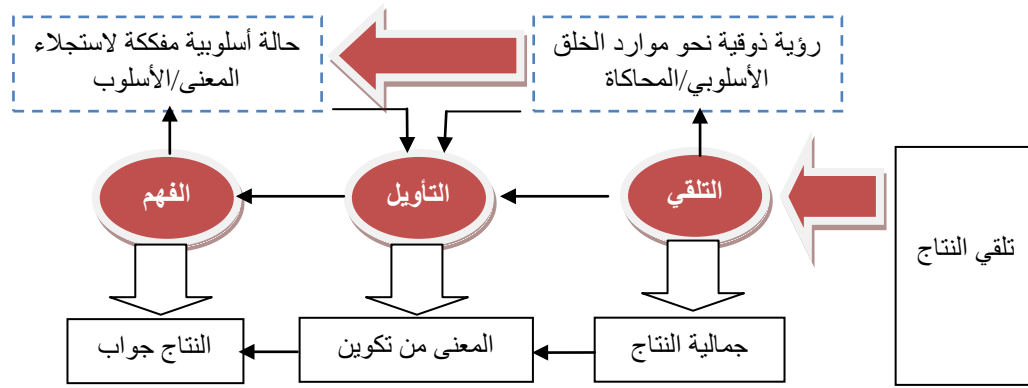 رؤية ذوقية نحو موارد الخلق
الأسلوبي/المحاكاة
حالة أسلوبية مفككة لاستجلاء
المعنى/الأسلوب
تلقي النتاج
التلقي
التأويل
الفهم
جمالية النتاج
المعنى من تكوين
النتاج جواب